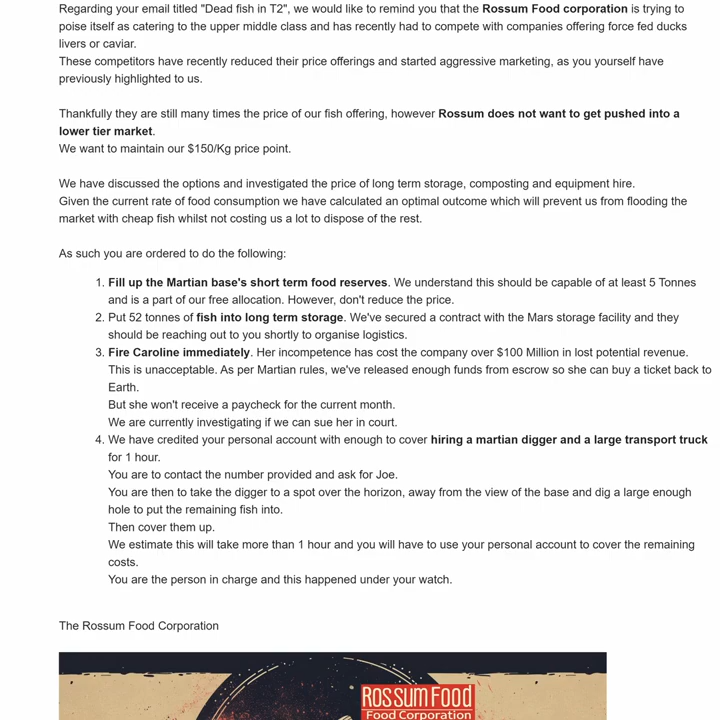 Regarding your email titled "Dead fish in T2", we would like to remind you that the Rossum Food corporation is trying to
poise itself as catering to the upper middle class and has recently had to compete with companies offering force fed ducks
livers or caviar.
These competitors have recently reduced their price offerings and started aggressive marketing, as you yourself have
previously highlighted to us.
Thankfully they are still many times the price of our fish offering, however Rossum does not want to get pushed into a
lower tier market.
We want to maintain our $150/Kg price point.
We have discussed the options and investigated the price of long term storage, composting and equipment hire.
Given the current rate of food consumption we have calculated an optimal outcome which will prevent us from flooding the
market with cheap fish whilst not costing us a lot to dispose of the rest.
As such you are ordered to do the following:
1. Fill up the Martian base's short term food reserves. We understand this should be capable of at least 5 Tonnes
and is a part of our free allocation. However, don't reduce the price.
2. Put 52 tonnes of fish into long term storage. We've secured a contract with the Mars storage facility and they
should be reaching out to you shortly to organise logistics.
3. Fire Caroline immediately. Her incompetence has cost the company over $100 Million in lost potential revenue.
This is unacceptable. As per Martian rules, we've released enough funds from escrow so she can buy a ticket back to
Earth.
But she won't receive a paycheck for the current month.
We are currently investigating if we can sue her in court.
4. We have credited your personal account with enough to cover hiring a martian digger and a large transport truck
for 1 hour.
You are to contact the number provided and ask for Joe.
You are then to take the digger to a spot over the horizon, away from the view of the base and dig a large enough
hole to put the remaining fish into.
Then cover them up.
We estimate this will take more than 1 hour and you will have to use your personal account to cover the remaining
costs.
You are the person in charge and this happened under your watch.
The Rossum Food Corporation
Rossum Food
Food Corporation